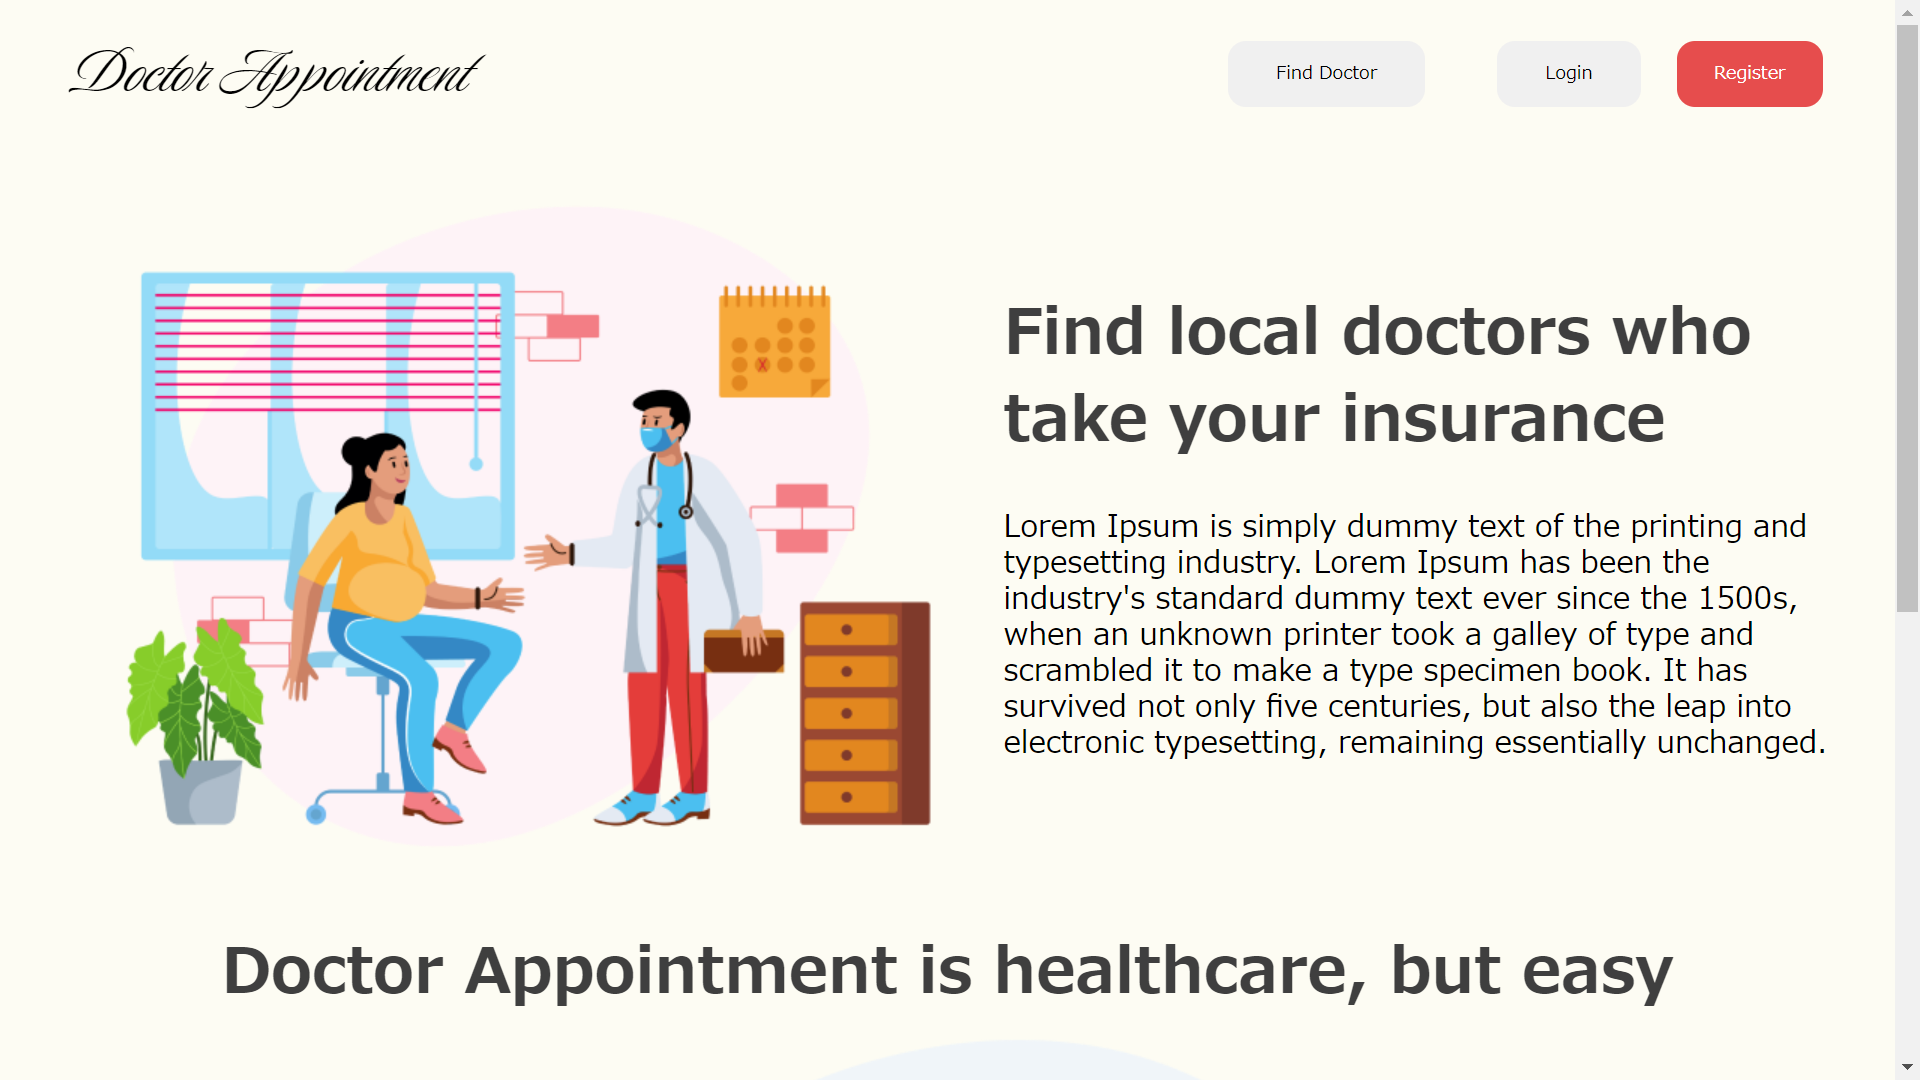 Doctor Appointment
Find Doctor
Login
Register
Find local doctors who
take your insurance
Lorem Ipsum is simply dummy text of the printing and
typesetting industry. Lorem Ipsum has been the
industry's standard dummy text ever since the 1500s,
when an unknown printer took a galley of type and
scrambled it to make a type specimen book. It has
survived not only five centuries, but also the leap into
electronic typesetting, remaining essentially unchanged.
Doctor Appointment is healthcare, but easy